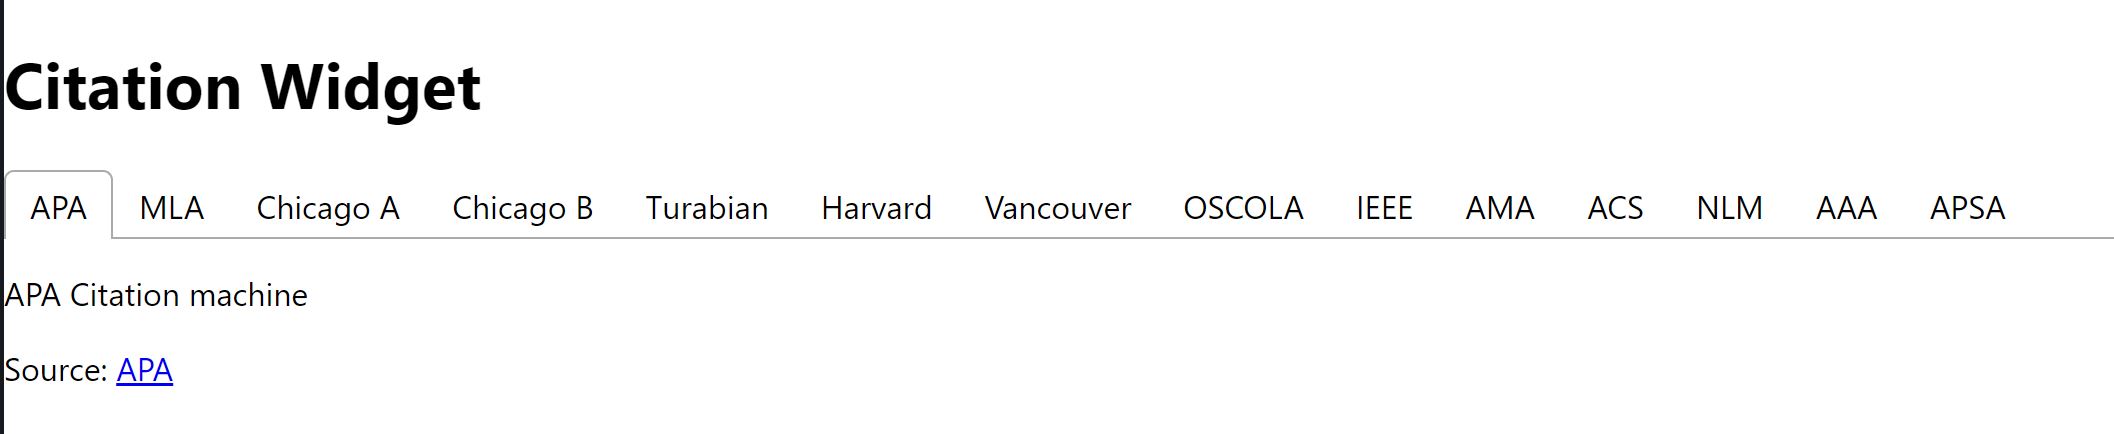 Citation Widget
APA MLA Chicago A Chicago B Turabian Harvard Vancouver OSCOLA IEEE AMA ACS NLM AAA APSA
APA Citation machine
Source: APA